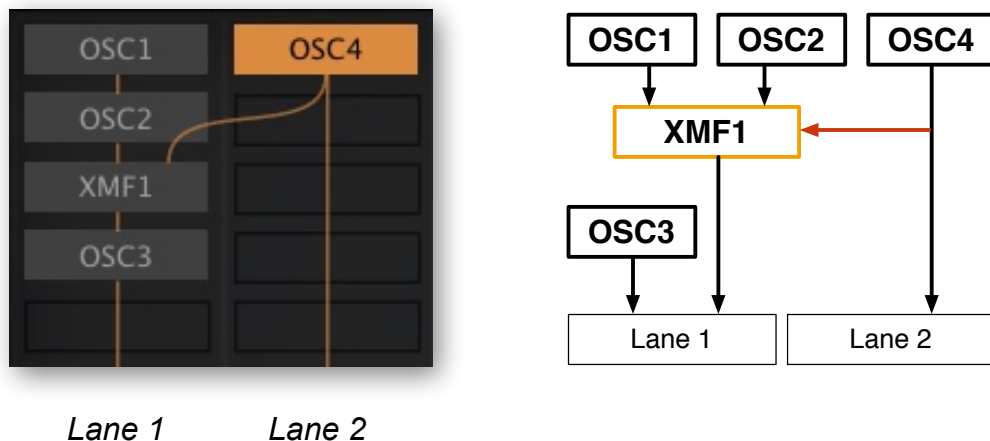 OSC1 OSC4
OSC2
XMF1
OSC3
Lane 1 Lane 2
OSC1 OSC2 OSC4
XMF1
OSC3
Lane 1 Lane 2